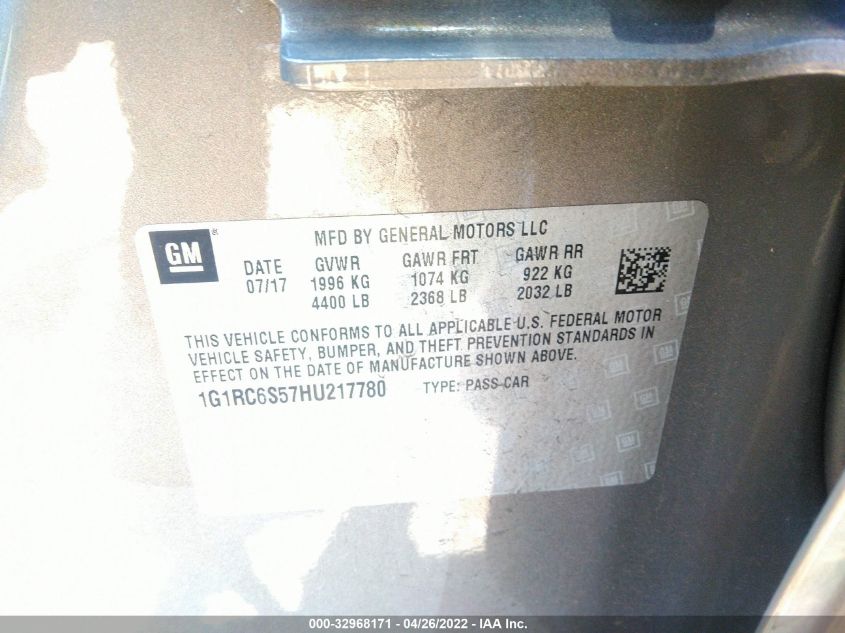 GM
MFD BY GENERAL MOTORS LLC
DATE GVWR GAWR FRT GAWR RR
07/17 1996 KG 1074 KG 922 KG
4400 LB 2368 LB 2032 LB
THIS VEHICLE CONFORMS TO ALL APPLICABLE U.S. FEDERAL MOTOR
VEHICLE SAFETY, BUMPER, AND THEFT PREVENTION STANDARDS IN
EFFECT ON THE DATE OF MANUFACTURE SHOWN ABOVE.
1G1RC6S57HU217780 TYPE: PASS-CAR
000-32968171 - 04/26/2022 - IAA Inc.